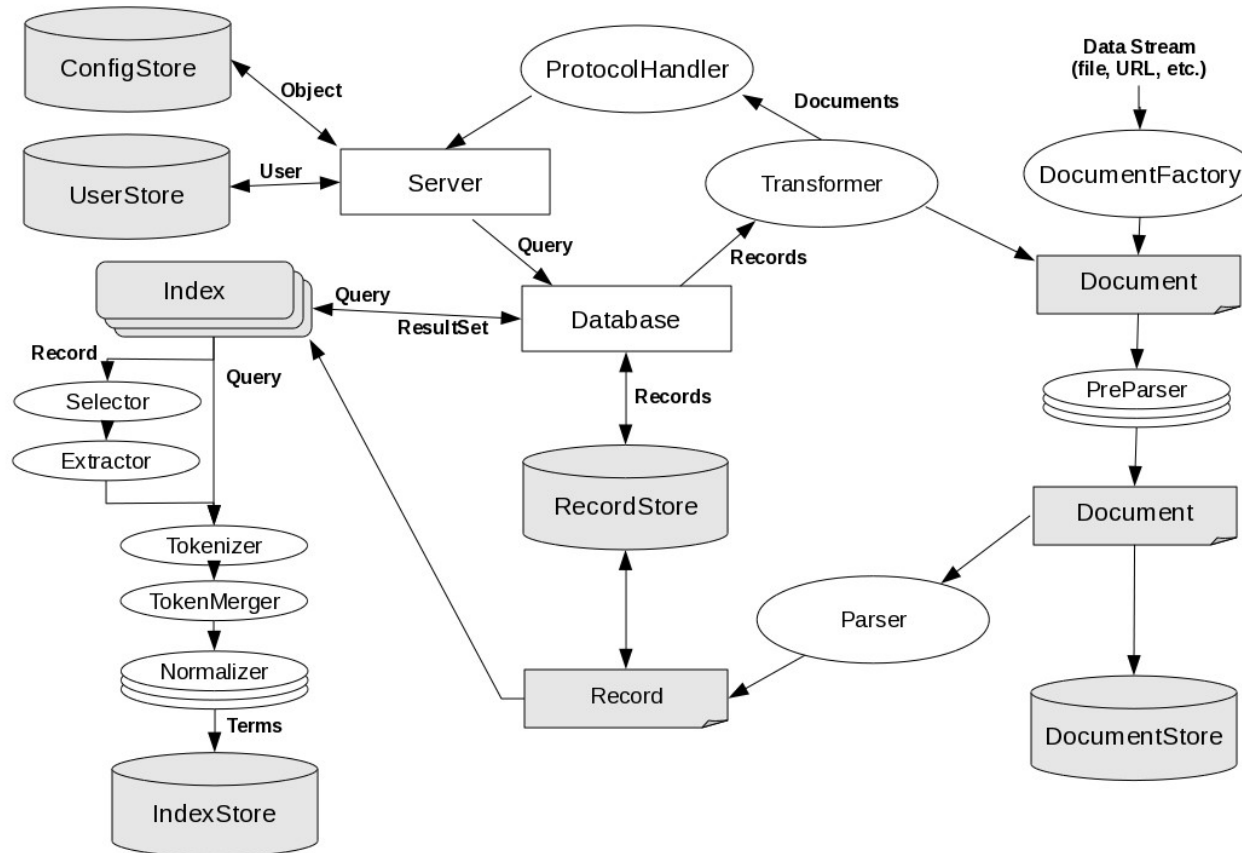 ConfigStore
Object
ProtocolHandler
Data Stream
(file, URL, etc.)
Documents
UserStore
User
Server
Transformer
DocumentFactory
Query
Records
Index
Query
ResultSet
Database
Document
Record
Query
Selector
Records
PreParser
Extractor
RecordStore
Document
Tokenizer
TokenMerger
Parser
Normalizer
Record
Terms
DocumentStore
IndexStore